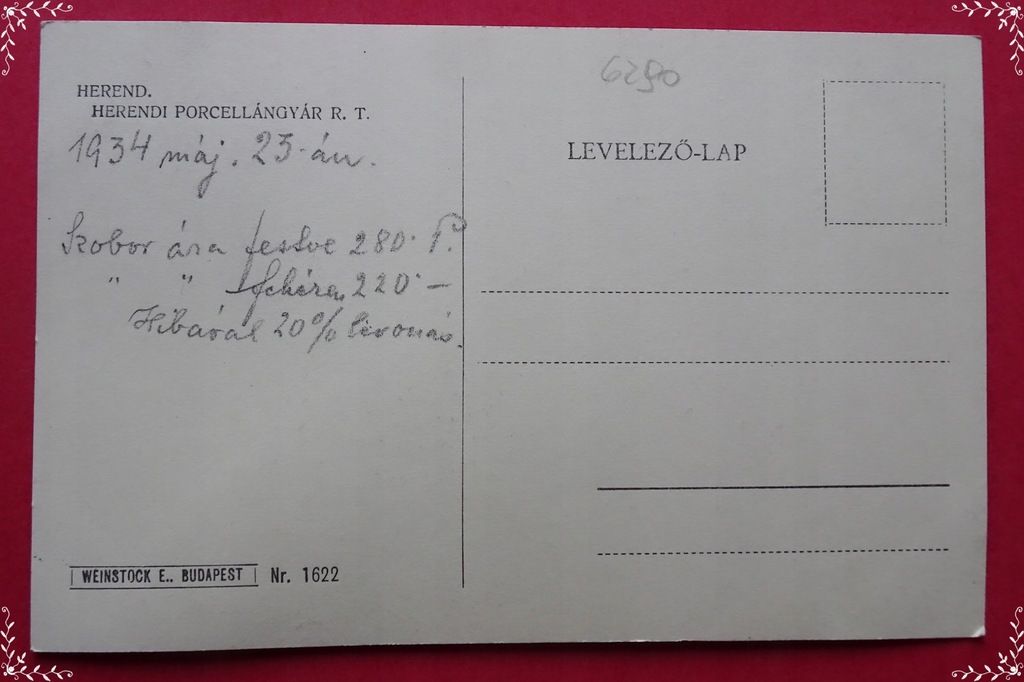 HEREND.
HERENDI PORCELLÁNGYÁR R. T.
1934 máj. 23-án.
Szobor ára festve 280· P.
" " fehéren 220·—
Hibával 20% levonás.
6290
LEVELEZŐ-LAP
WEINSTOCK E.. BUDAPEST Nr. 1622